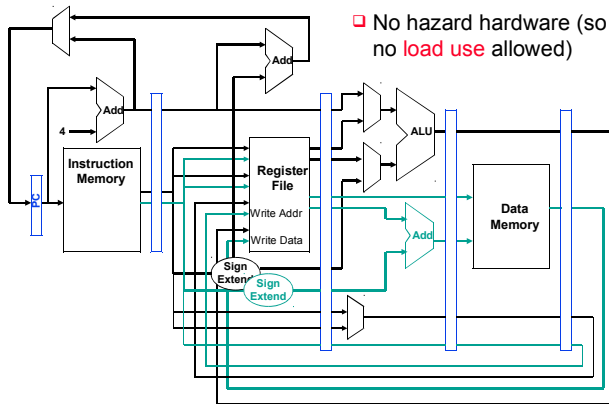 No hazard hardware (so
no load use allowed)
Add
Add
4
PC
Instruction
Memory
Register
File
Write Addr
Write Data
ALU
Add
Data
Memory
Sign
Extend
Sign
Extend